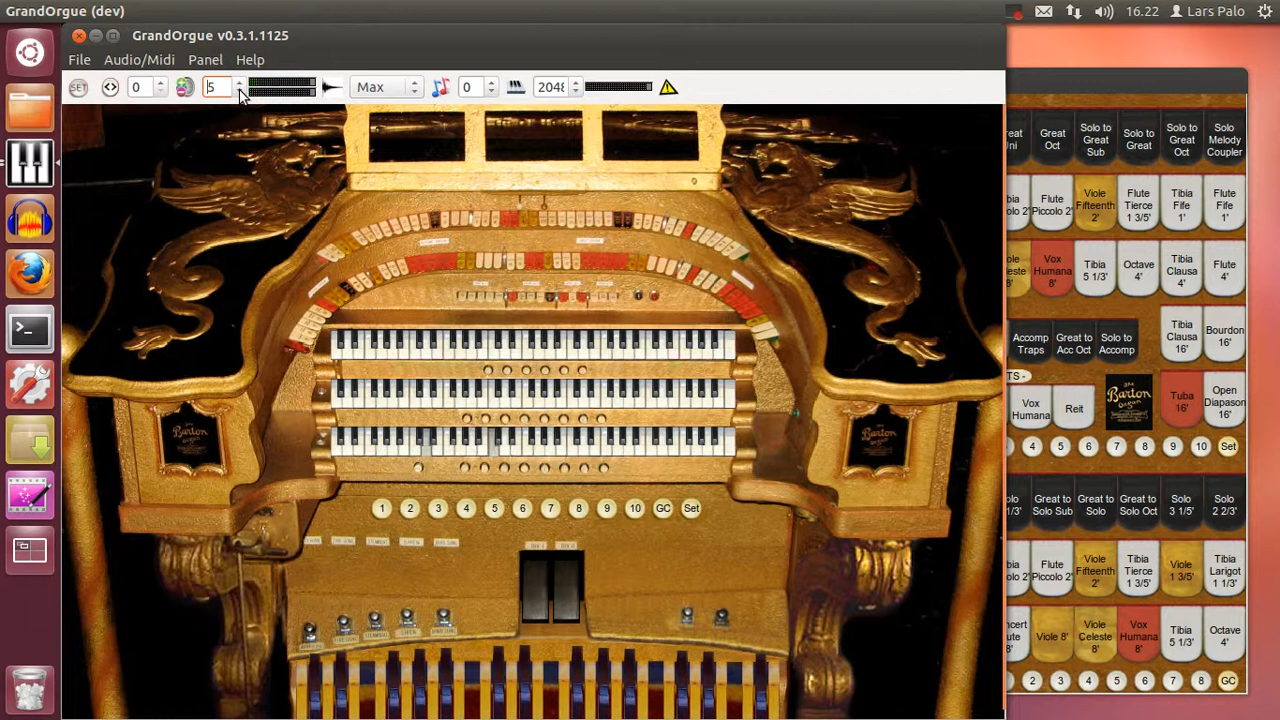 GrandOrgue (dev)
16.22
Lars Palo
GrandOrgue v0.3.1.1125
File
Audio/Midi
Panel
Help
SET
0
5
Max
0
2048
Great Oct
Solo to Great Sub
Solo to Great
Solo to Great Oct
Solo Melody Coupler
Viole Fifteenth 2'
Flute Tierce 1 3/5'
Tibia Fife 1'
Flute Fife 1'
Vox Humana 8'
Tibia 5 1/3'
Octave 4'
Tibia Clausa 4'
Flute 4'
Accomp Traps
Great to Acc Oct
Solo to Accomp
Tibia Clausa 16'
Bourdon 16'
Vox Humana
Reit
the Barton Organ
Tuba 16'
Open Diapason 16'
4 5 6 7 8 9 10 Set
Great to Solo Sub
Great to Solo
Great to Solo Oct
Solo 3 1/5'
Solo 2 2/3'
Flute Piccolo 2'
Viole Fifteenth 2'
Tibia Tierce 1 3/5'
Viole 1 3/5'
Tibia Larigot 1 1/3'
Viole 8'
Viole Celeste 8'
Vox Humana 8'
Tibia 5 1/3'
Octave 4'
2 3 4 5 6 7 8 GC
the Barton Organ
the Barton Organ
1 2 3 4 5 6 7 8 9 10 GC Set